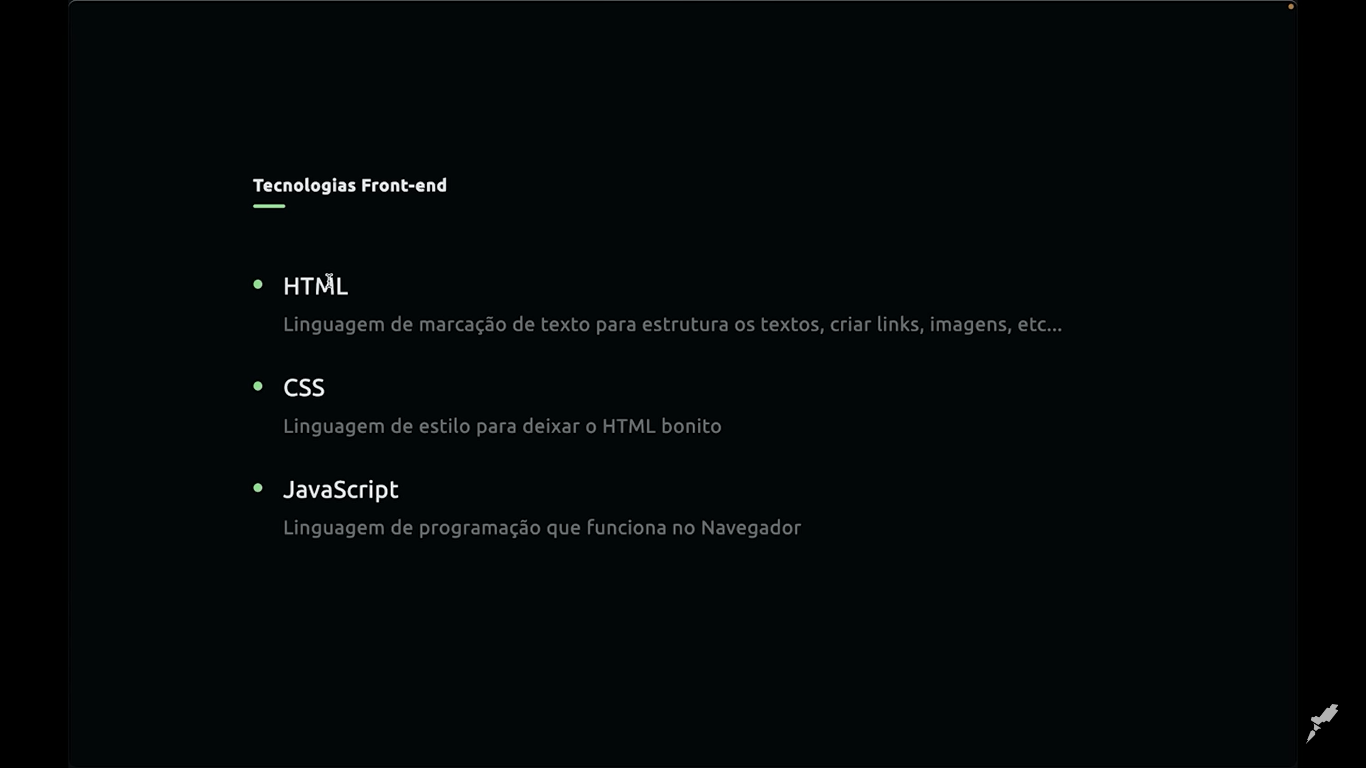 Tecnologias Front-end
HTML
Linguagem de marcação de texto para estrutura os textos, criar links, imagens, etc...
CSS
Linguagem de estilo para deixar o HTML bonito
JavaScript
Linguagem de programação que funciona no Navegador